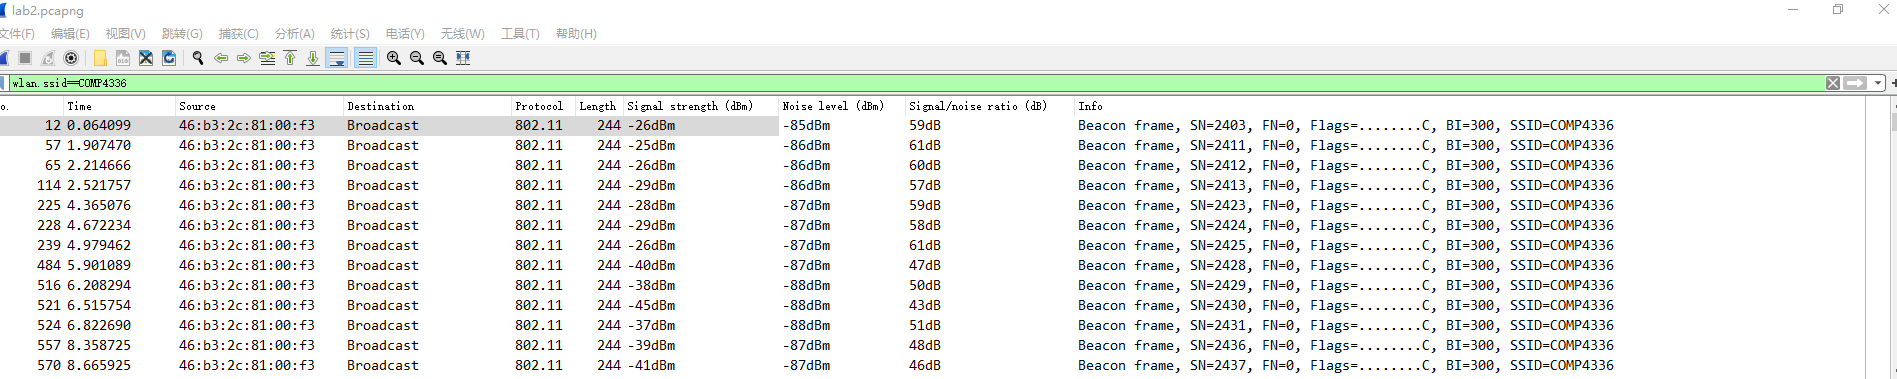 lab2.pcapng
文件(F) 编辑(E) 视图(V) 跳转(G) 捕获(C) 分析(A) 统计(S) 电话(Y) 无线(W) 工具(T) 帮助(H)
wlan.ssid==COMP4336
o. Time Source Destination Protocol Length Signal strength (dBm) Noise level (dBm) Signal/noise ratio (dB) Info
12 0.064099 46:b3:2c:81:00:f3 Broadcast 802.11 244 -26dBm -85dBm 59dB Beacon frame, SN=2403, FN=0, Flags=........C, BI=300, SSID=COMP4336
57 1.907470 46:b3:2c:81:00:f3 Broadcast 802.11 244 -25dBm -86dBm 61dB Beacon frame, SN=2411, FN=0, Flags=........C, BI=300, SSID=COMP4336
65 2.214666 46:b3:2c:81:00:f3 Broadcast 802.11 244 -26dBm -86dBm 60dB Beacon frame, SN=2412, FN=0, Flags=........C, BI=300, SSID=COMP4336
114 2.521757 46:b3:2c:81:00:f3 Broadcast 802.11 244 -29dBm -86dBm 57dB Beacon frame, SN=2413, FN=0, Flags=........C, BI=300, SSID=COMP4336
225 4.365076 46:b3:2c:81:00:f3 Broadcast 802.11 244 -28dBm -87dBm 59dB Beacon frame, SN=2423, FN=0, Flags=........C, BI=300, SSID=COMP4336
228 4.672234 46:b3:2c:81:00:f3 Broadcast 802.11 244 -29dBm -87dBm 58dB Beacon frame, SN=2424, FN=0, Flags=........C, BI=300, SSID=COMP4336
239 4.979462 46:b3:2c:81:00:f3 Broadcast 802.11 244 -26dBm -87dBm 61dB Beacon frame, SN=2425, FN=0, Flags=........C, BI=300, SSID=COMP4336
484 5.901089 46:b3:2c:81:00:f3 Broadcast 802.11 244 -40dBm -87dBm 47dB Beacon frame, SN=2428, FN=0, Flags=........C, BI=300, SSID=COMP4336
516 6.208294 46:b3:2c:81:00:f3 Broadcast 802.11 244 -38dBm -88dBm 50dB Beacon frame, SN=2429, FN=0, Flags=........C, BI=300, SSID=COMP4336
521 6.515754 46:b3:2c:81:00:f3 Broadcast 802.11 244 -45dBm -88dBm 43dB Beacon frame, SN=2430, FN=0, Flags=........C, BI=300, SSID=COMP4336
524 6.822690 46:b3:2c:81:00:f3 Broadcast 802.11 244 -37dBm -88dBm 51dB Beacon frame, SN=2431, FN=0, Flags=........C, BI=300, SSID=COMP4336
557 8.358725 46:b3:2c:81:00:f3 Broadcast 802.11 244 -39dBm -87dBm 48dB Beacon frame, SN=2436, FN=0, Flags=........C, BI=300, SSID=COMP4336
570 8.665925 46:b3:2c:81:00:f3 Broadcast 802.11 244 -41dBm -87dBm 46dB Beacon frame, SN=2437, FN=0, Flags=........C, BI=300, SSID=COMP4336